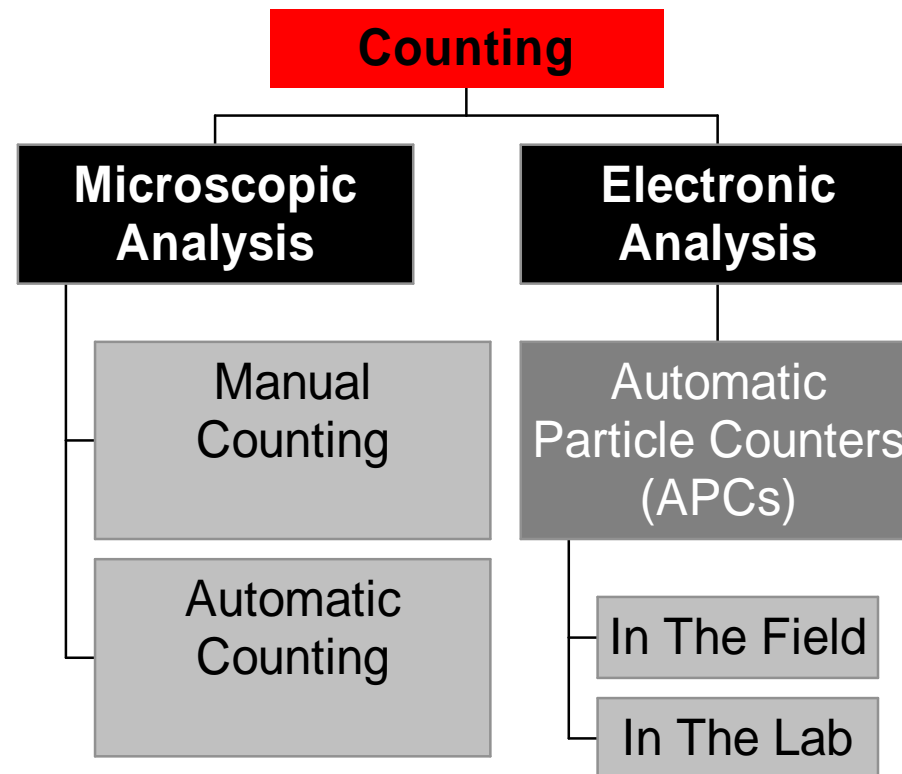 Counting
Microscopic
Analysis
Manual
Counting
Automatic
Counting
Electronic
Analysis
Automatic
Particle Counters
(APCs)
In The Field
In The Lab